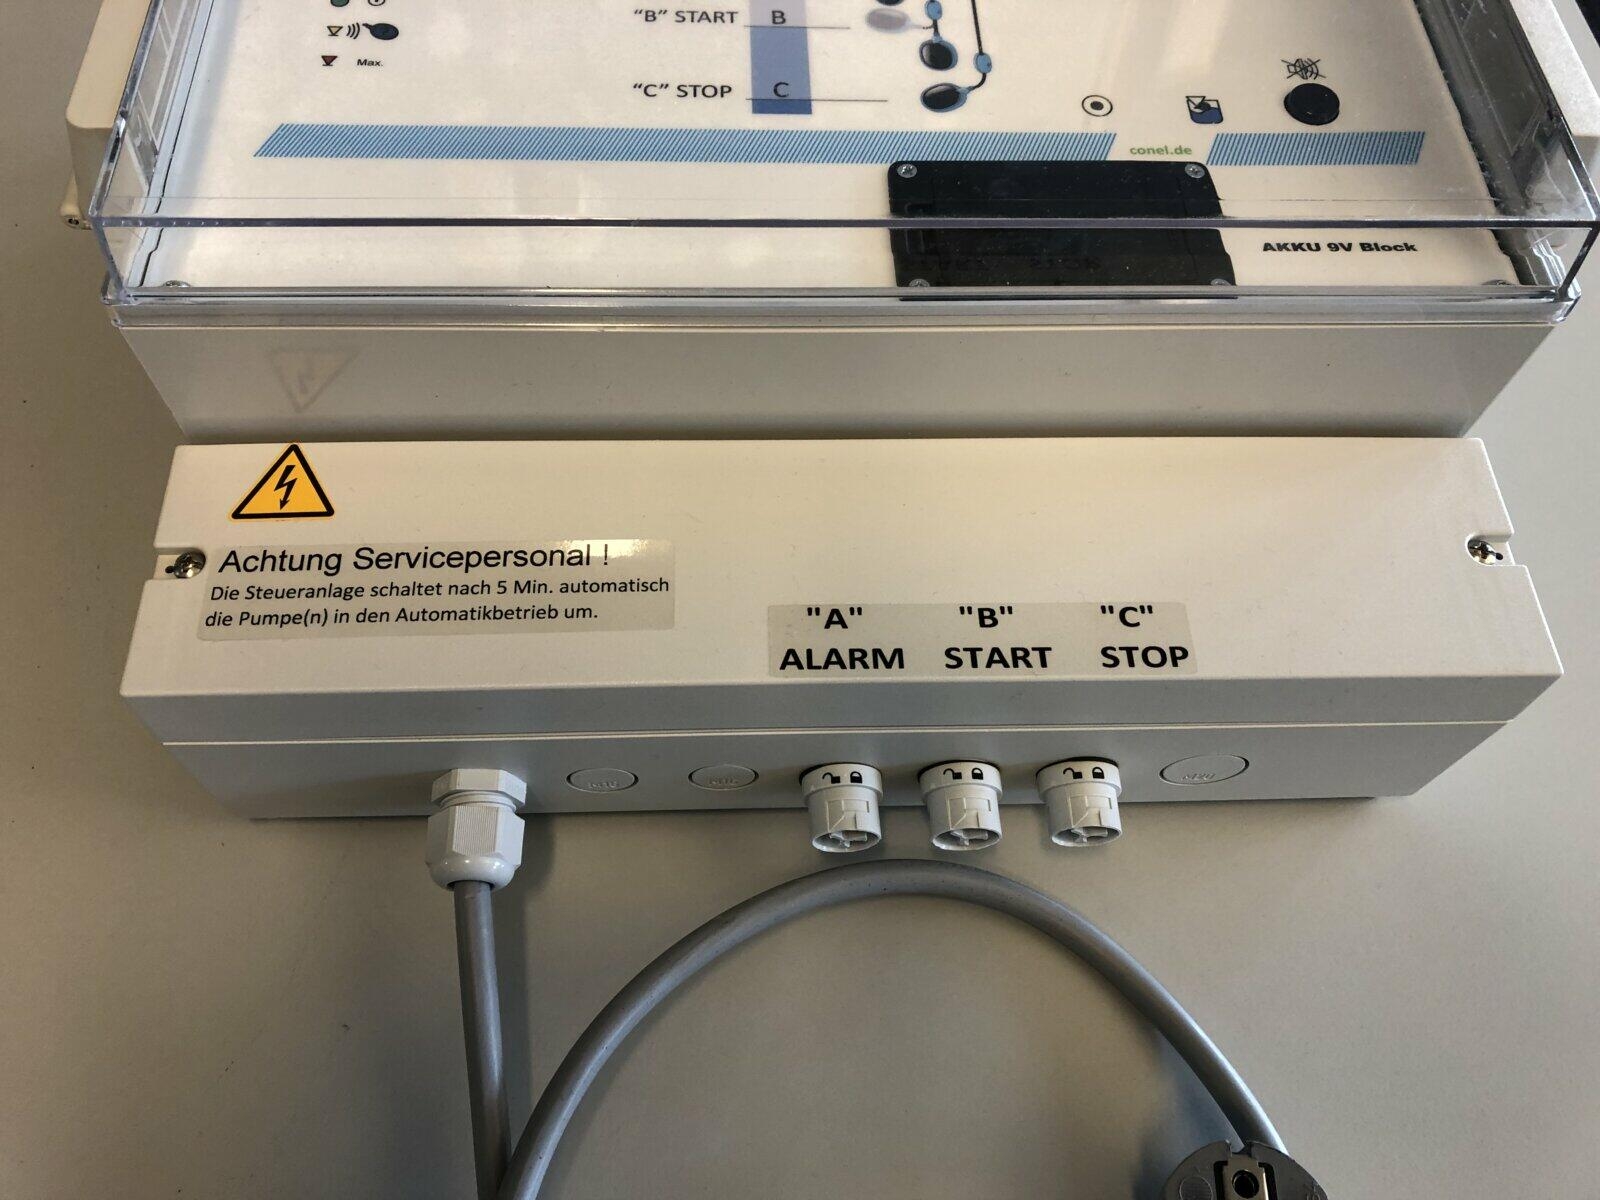 "B" START B
Max.
"C" STOP C
conel.de
AKKU 9V Block
Achtung Servicepersonal !
Die Steueranlage schaltet nach 5 Min. automatisch
die Pumpe(n) in den Automatikbetrieb um.
"A" "B" "C"
ALARM START STOP
M20